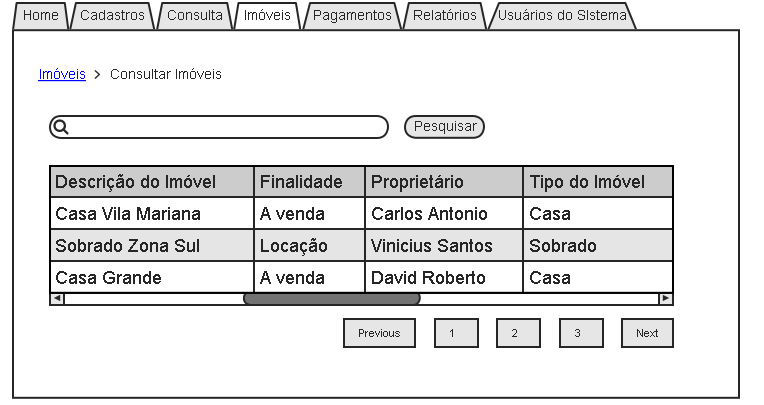 Home Cadastros Consulta Imóveis Pagamentos Relatórios Usuários do SIstema
Imóveis > Consultar Imóveis
Pesquisar
Descrição do Imóvel Finalidade Proprietário Tipo do Imóvel
Casa Vila Mariana A venda Carlos Antonio Casa
Sobrado Zona Sul Locação Vinicius Santos Sobrado
Casa Grande A venda David Roberto Casa
Previous 1 2 3 Next